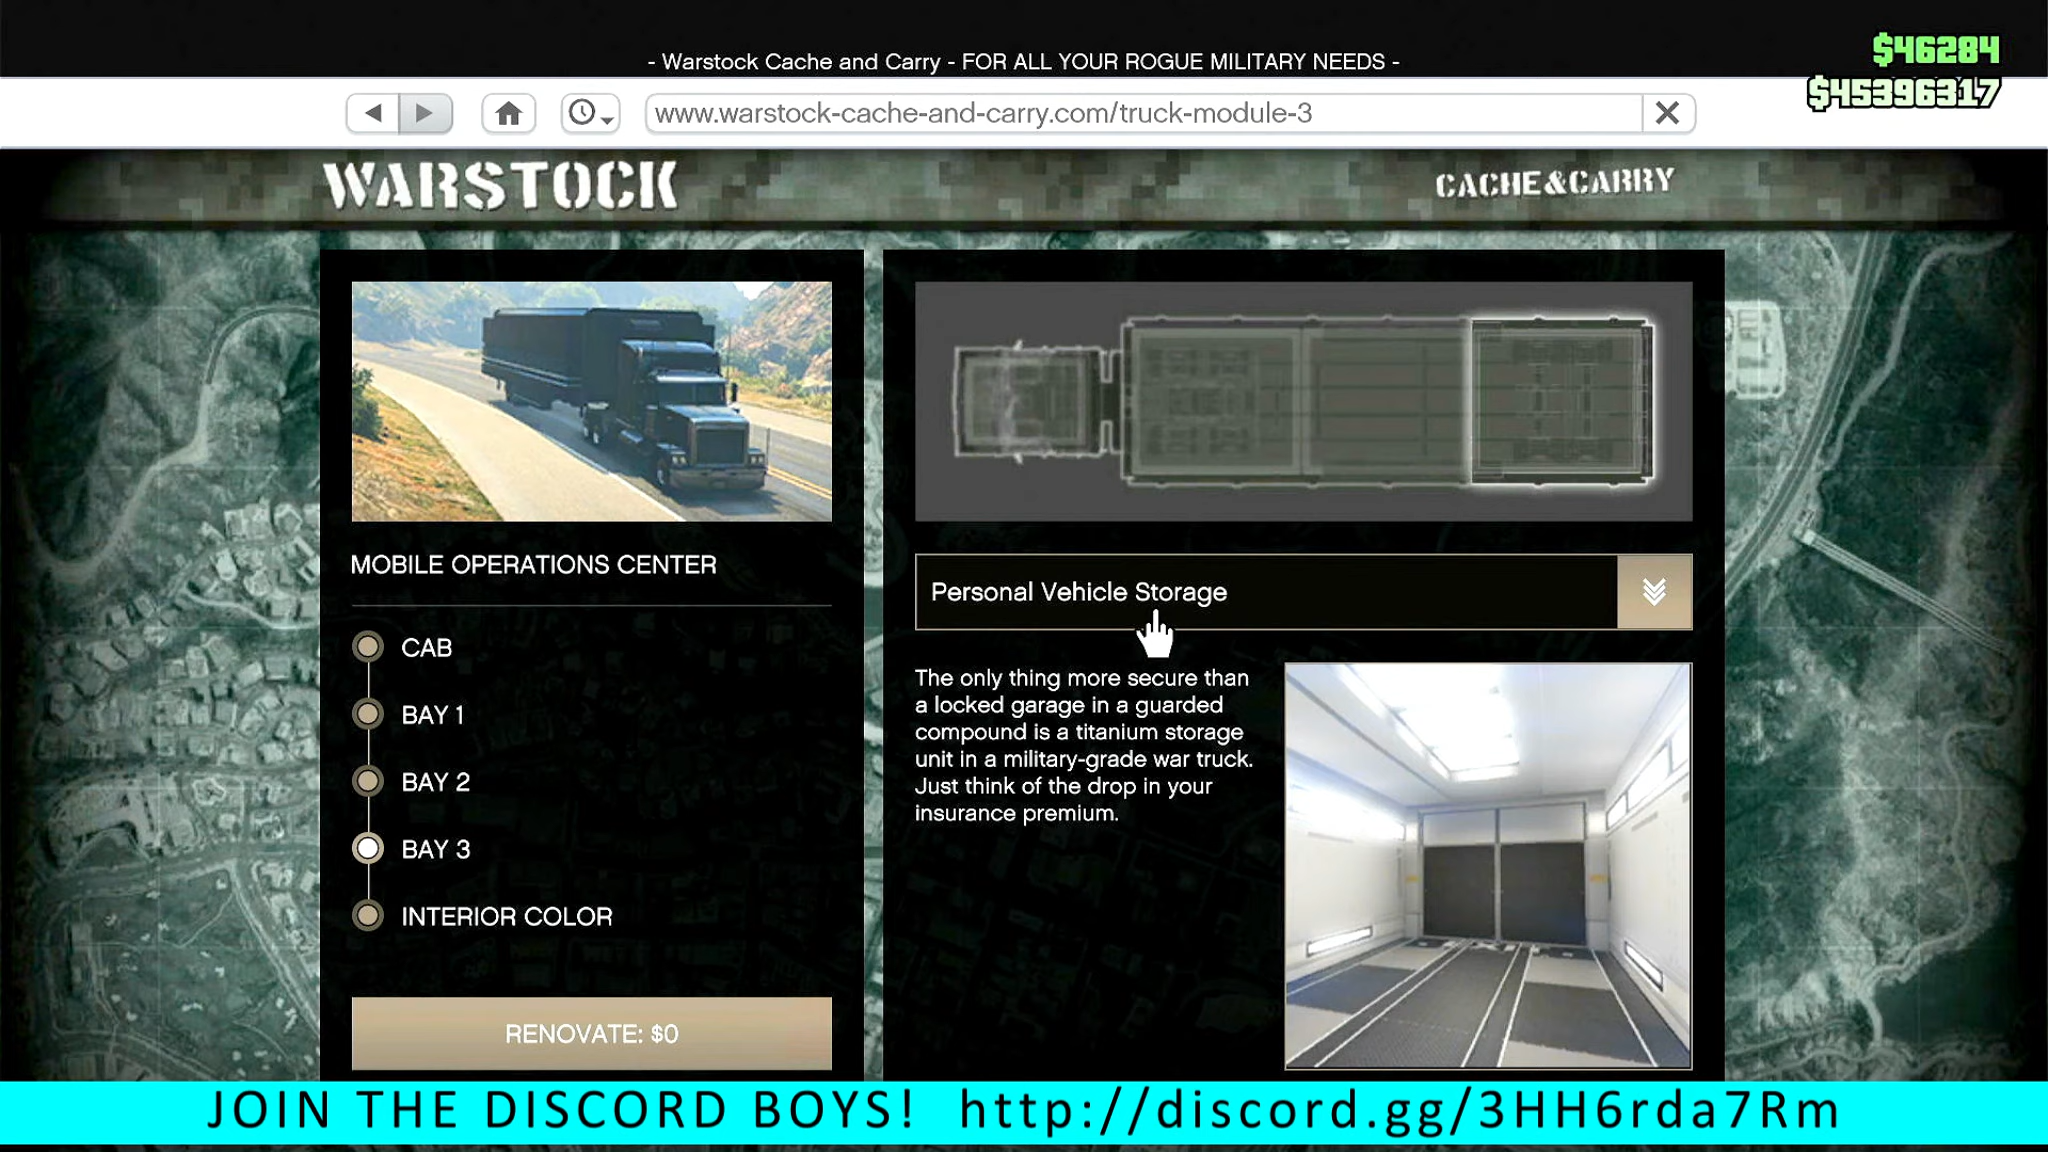 - Warstock Cache and Carry - FOR ALL YOUR ROGUE MILITARY NEEDS -
$46284
$45396317
www.warstock-cache-and-carry.com/truck-module-3
WARSTOCK
CACHE&CARRY
MOBILE OPERATIONS CENTER
CAB
BAY 1
BAY 2
BAY 3
INTERIOR COLOR
RENOVATE: $0
Personal Vehicle Storage
The only thing more secure than
a locked garage in a guarded
compound is a titanium storage
unit in a military-grade war truck.
Just think of the drop in your
insurance premium.
JOIN THE DISCORD BOYS! http://discord.gg/3HH6rda7Rm